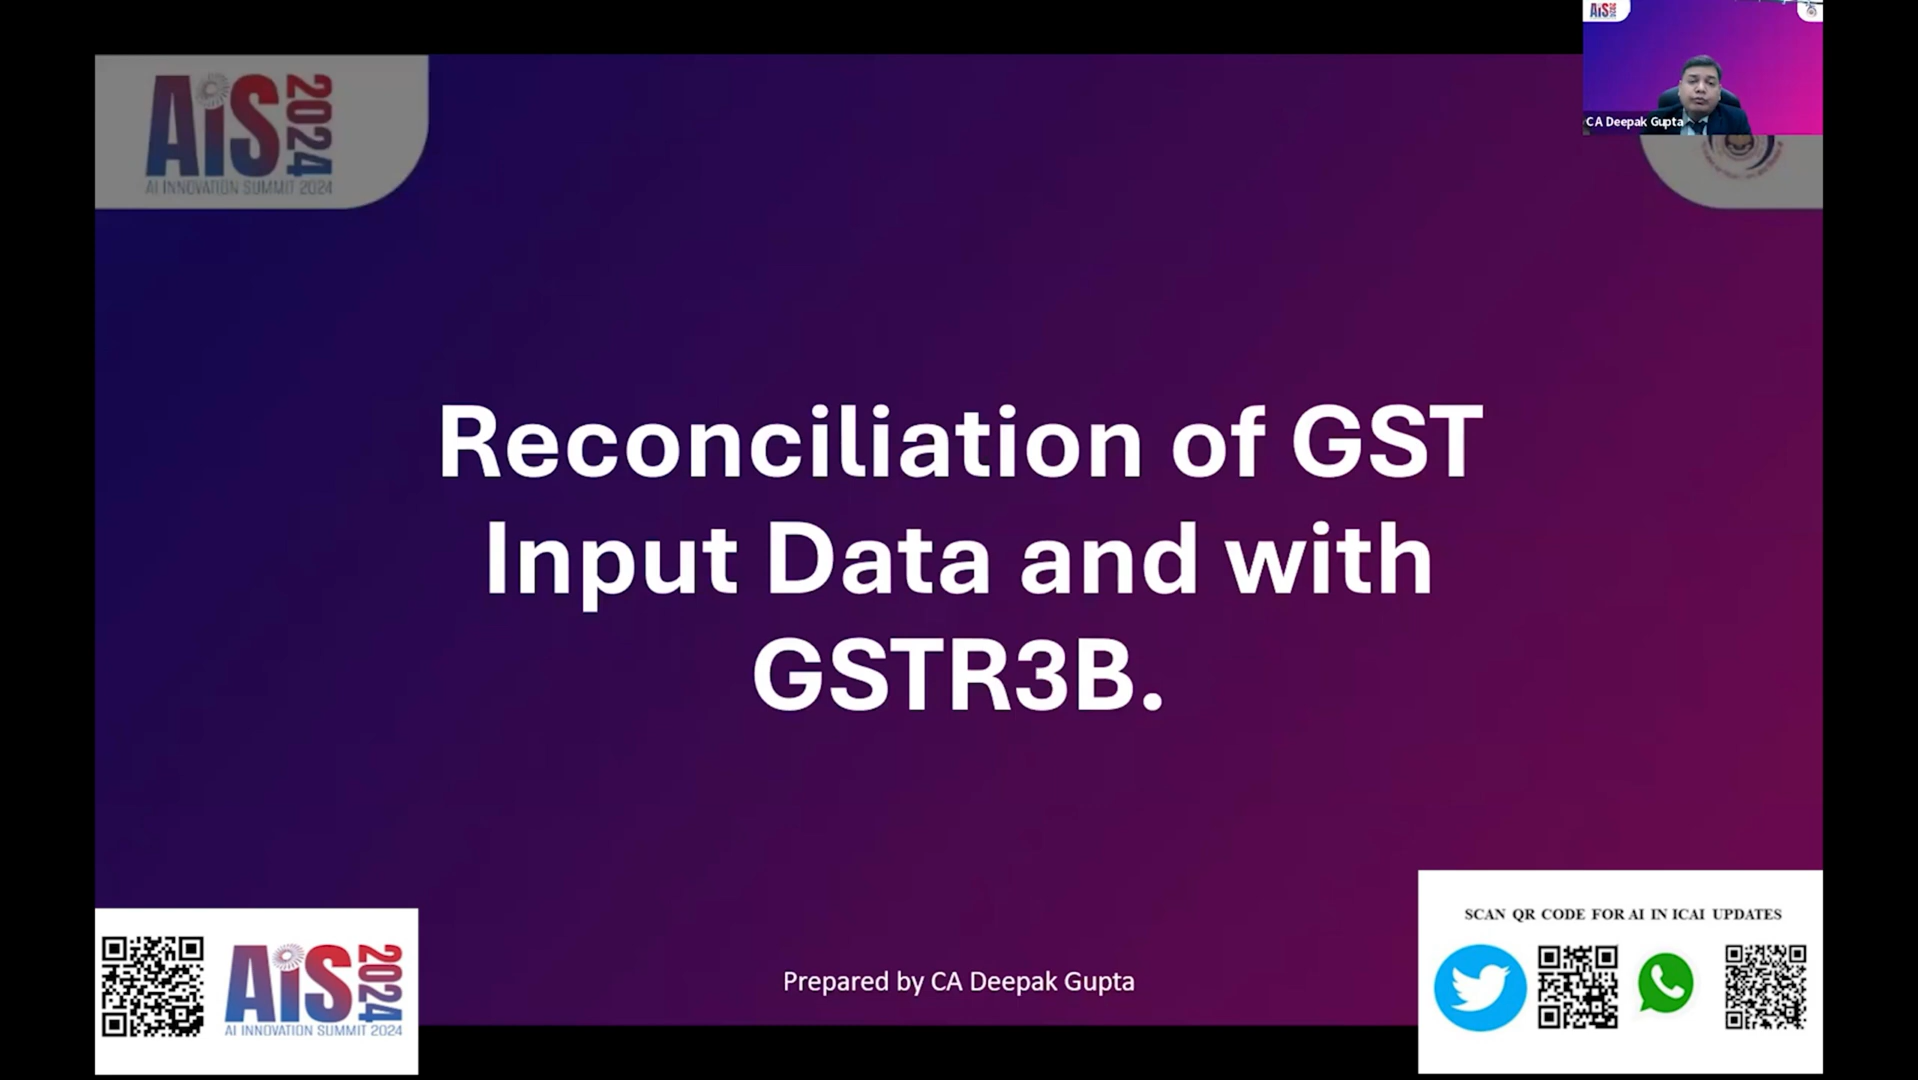 AiS 2024
AI INNOVATION SUMMIT 2024
AiS
CA Deepak Gupta
Reconciliation of GST
Input Data and with
GSTR3B.
Prepared by CA Deepak Gupta
AiS 2024
AI INNOVATION SUMMIT 2024
SCAN QR CODE FOR AI IN ICAI UPDATES